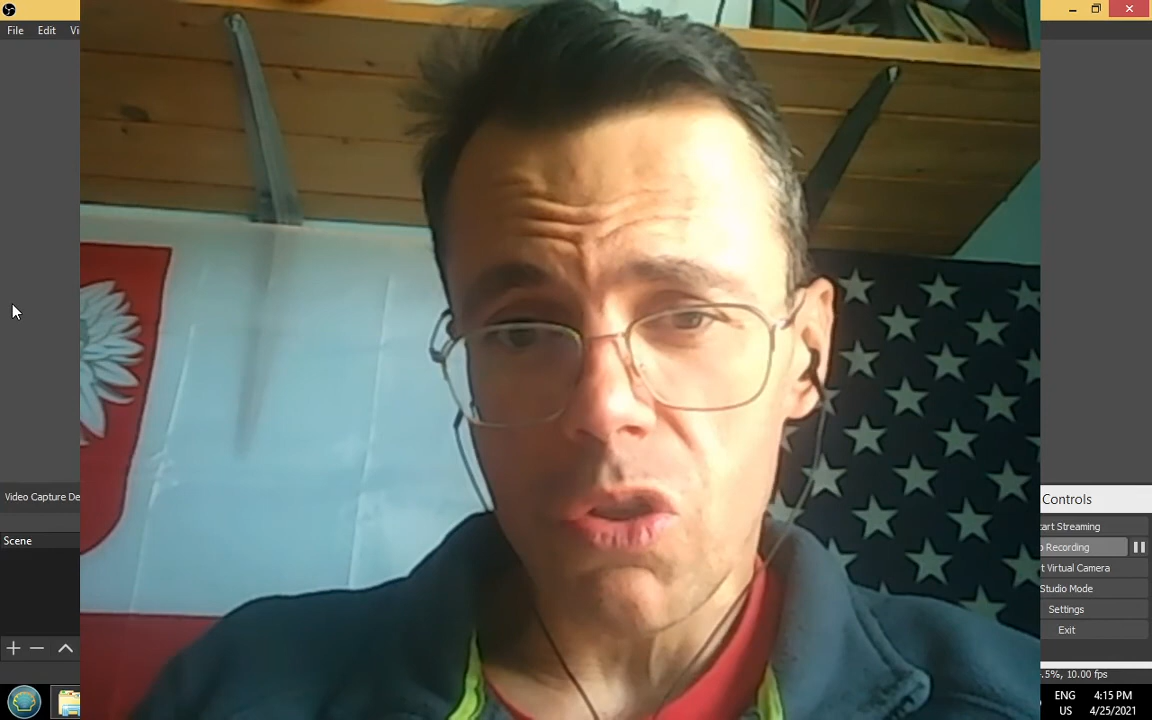 File Edit Vi
Video Capture De
Scene
Controls
tart Streaming
p Recording
t Virtual Camera
Studio Mode
Settings
Exit
.5%, 10.00 fps
ENG 4:15 PM
US 4/25/2021